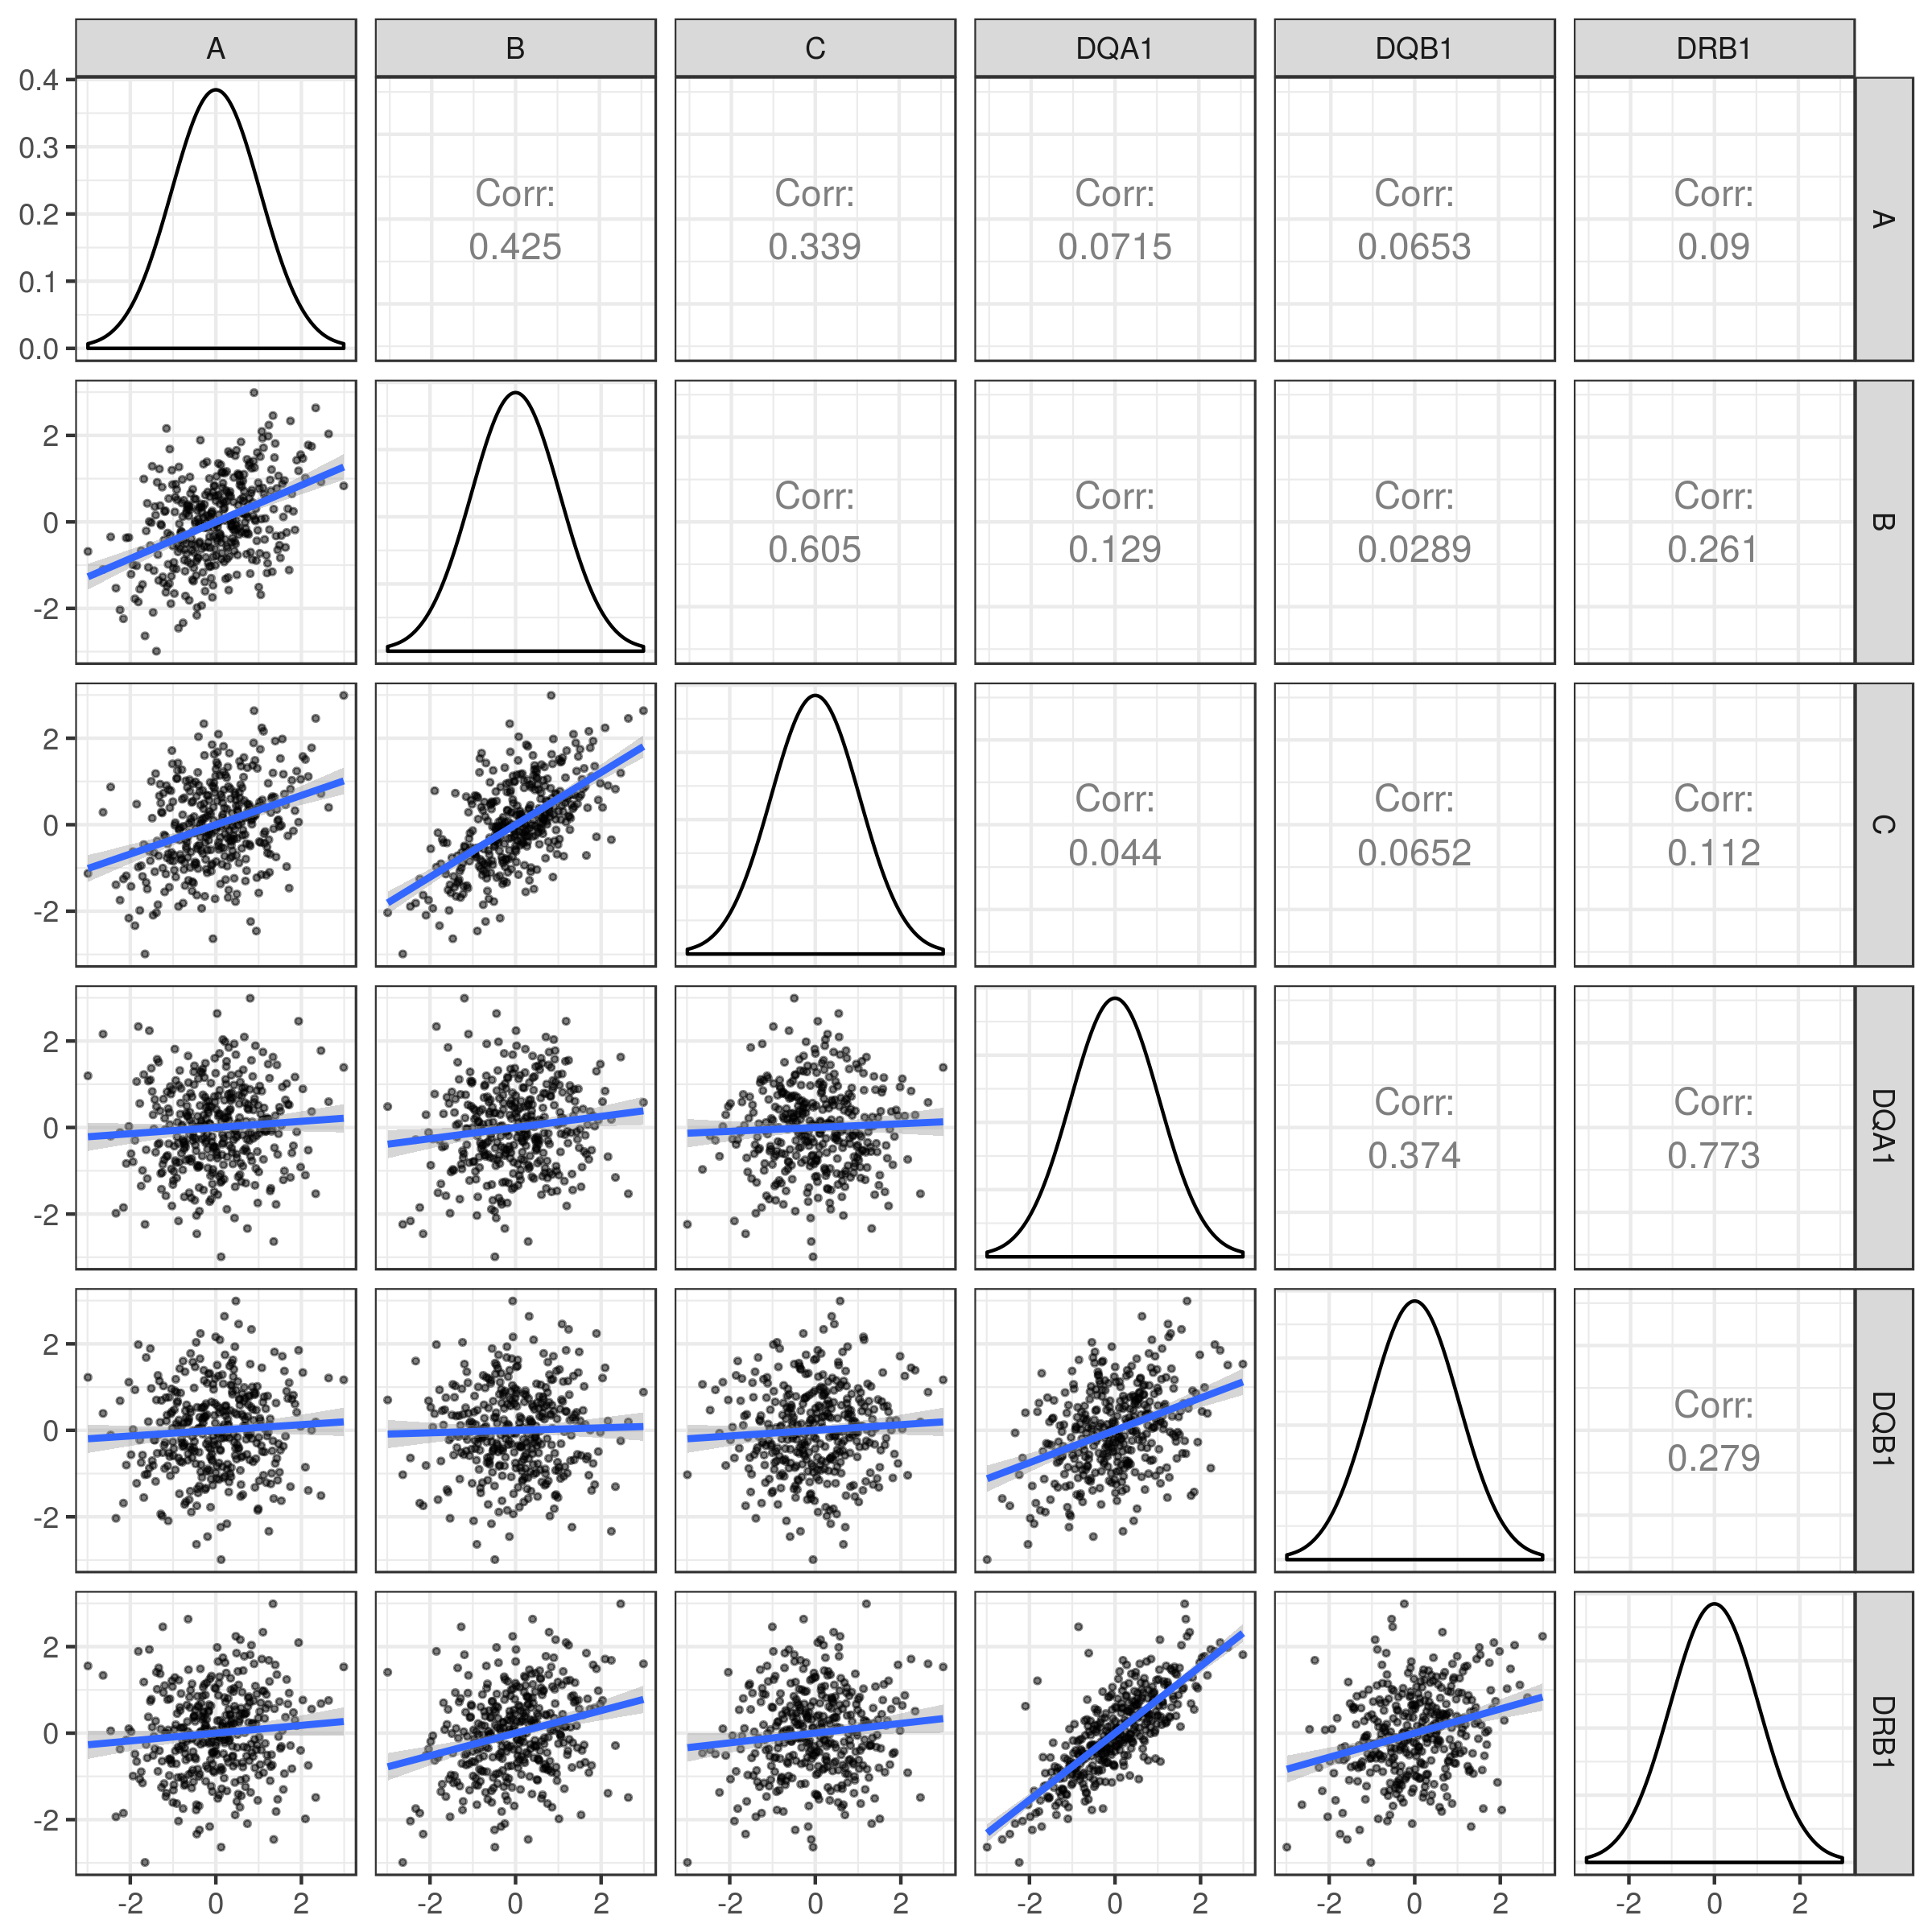 A B C DQA1 DQB1 DRB1
0.4
0.3
0.2
0.1
0.0
Corr:
0.425
Corr:
0.339
Corr:
0.0715
Corr:
0.0653
Corr:
0.09
A
2
0
-2
Corr:
0.605
Corr:
0.129
Corr:
0.0289
Corr:
0.261
B
2
0
-2
Corr:
0.044
Corr:
0.0652
Corr:
0.112
C
2
0
-2
Corr:
0.374
Corr:
0.773
DQA1
2
0
-2
Corr:
0.279
DQB1
2
0
-2
DRB1
-2 0 2 -2 0 2 -2 0 2 -2 0 2 -2 0 2 -2 0 2